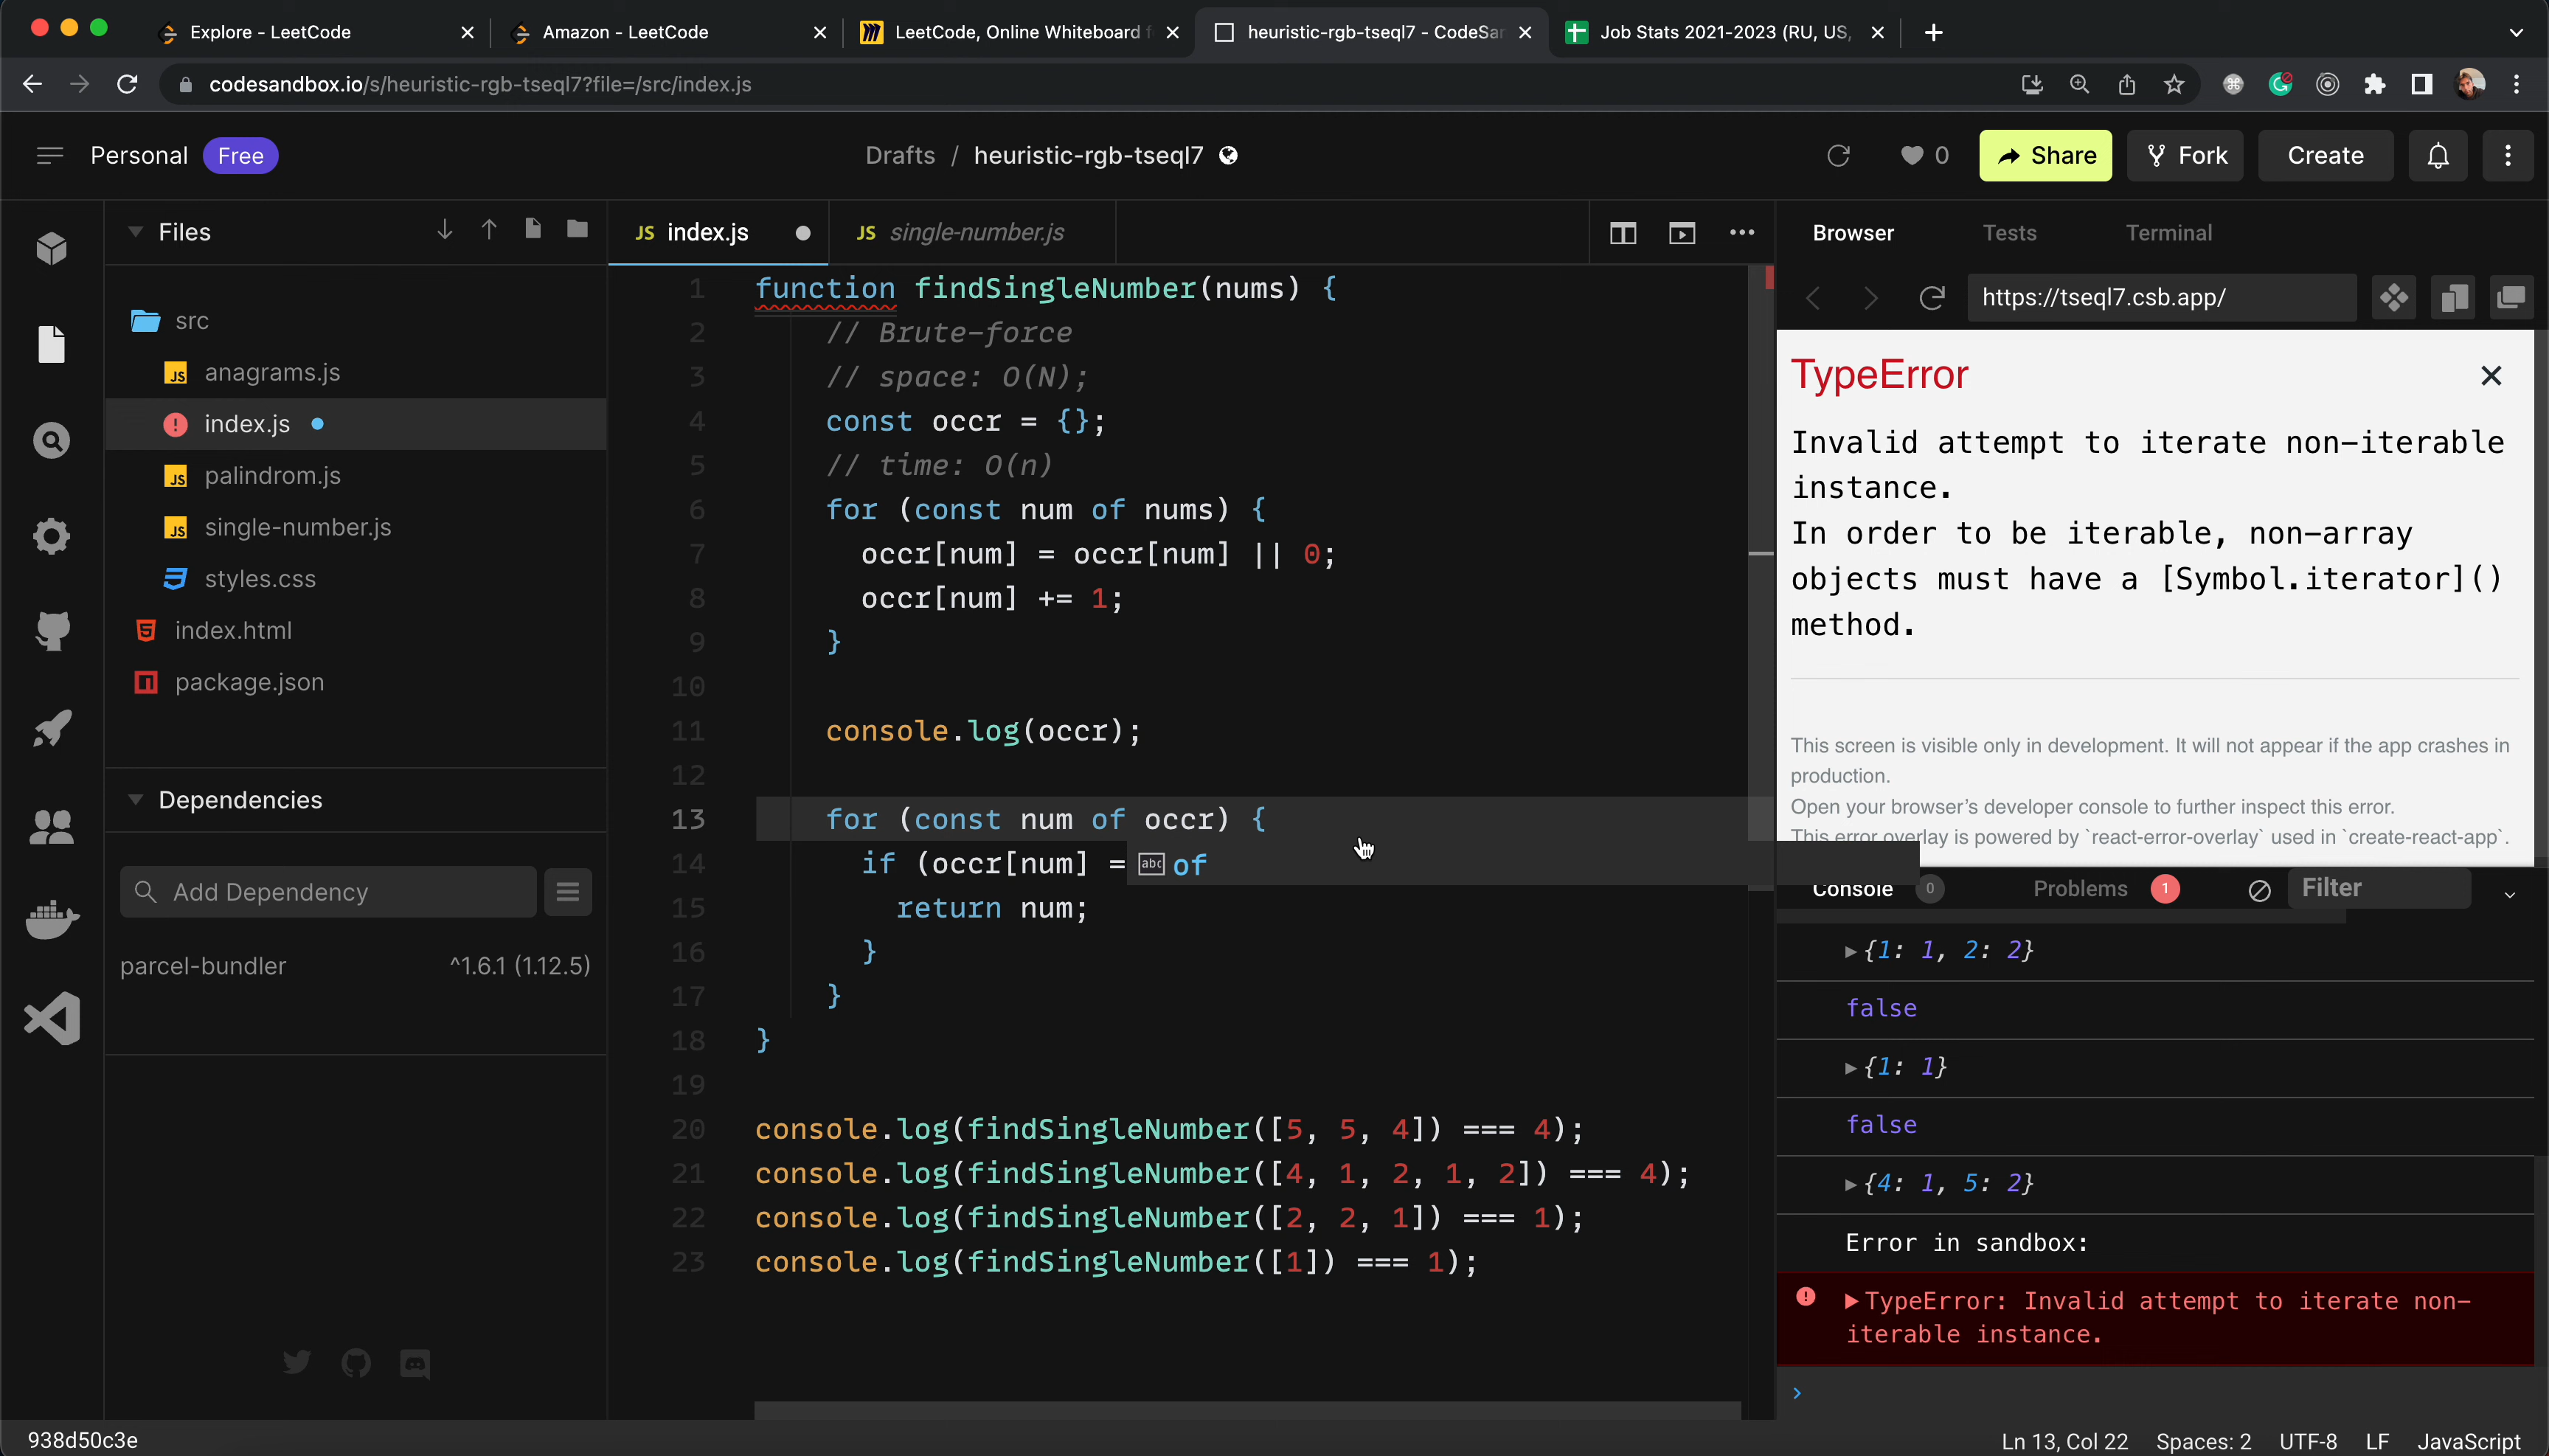 Explore - LeetCode
Amazon - LeetCode
LeetCode, Online Whiteboard f
heuristic-rgb-tseql7 - CodeSan
Job Stats 2021-2023 (RU, US,
codesandbox.io/s/heuristic-rgb-tseql7?file=/src/index.js
Personal Free
Drafts / heuristic-rgb-tseql7
0
Share
Fork
Create
Files
src
JS anagrams.js
index.js
JS palindrom.js
JS single-number.js
styles.css
index.html
package.json
Dependencies
Add Dependency
parcel-bundler ^1.6.1 (1.12.5)
JS index.js
JS single-number.js
1 function findSingleNumber(nums) {
2 // Brute-force
3 // space: O(N);
4 const occr = {};
5 // time: O(n)
6 for (const num of nums) {
7 occr[num] = occr[num] || 0;
8 occr[num] += 1;
9 }
10
11 console.log(occr);
12
13 for (const num of occr) {
14 if (occr[num] =
abc of
15 return num;
16 }
17 }
18 }
19
20 console.log(findSingleNumber([5, 5, 4]) === 4);
21 console.log(findSingleNumber([4, 1, 2, 1, 2]) === 4);
22 console.log(findSingleNumber([2, 2, 1]) === 1);
23 console.log(findSingleNumber([1]) === 1);
Browser Tests Terminal
https://tseql7.csb.app/
TypeError
Invalid attempt to iterate non-iterable
instance.
In order to be iterable, non-array
objects must have a [Symbol.iterator]()
method.
This screen is visible only in development. It will not appear if the app crashes in
production.
Open your browser’s developer console to further inspect this error.
This error overlay is powered by `react-error-overlay` used in `create-react-app`.
Console 0 Problems 1 Filter
{1: 1, 2: 2}
false
{1: 1}
false
{4: 1, 5: 2}
Error in sandbox:
TypeError: Invalid attempt to iterate non-
iterable instance.
938d50c3e
Ln 13, Col 22 Spaces: 2 UTF-8 LF JavaScript